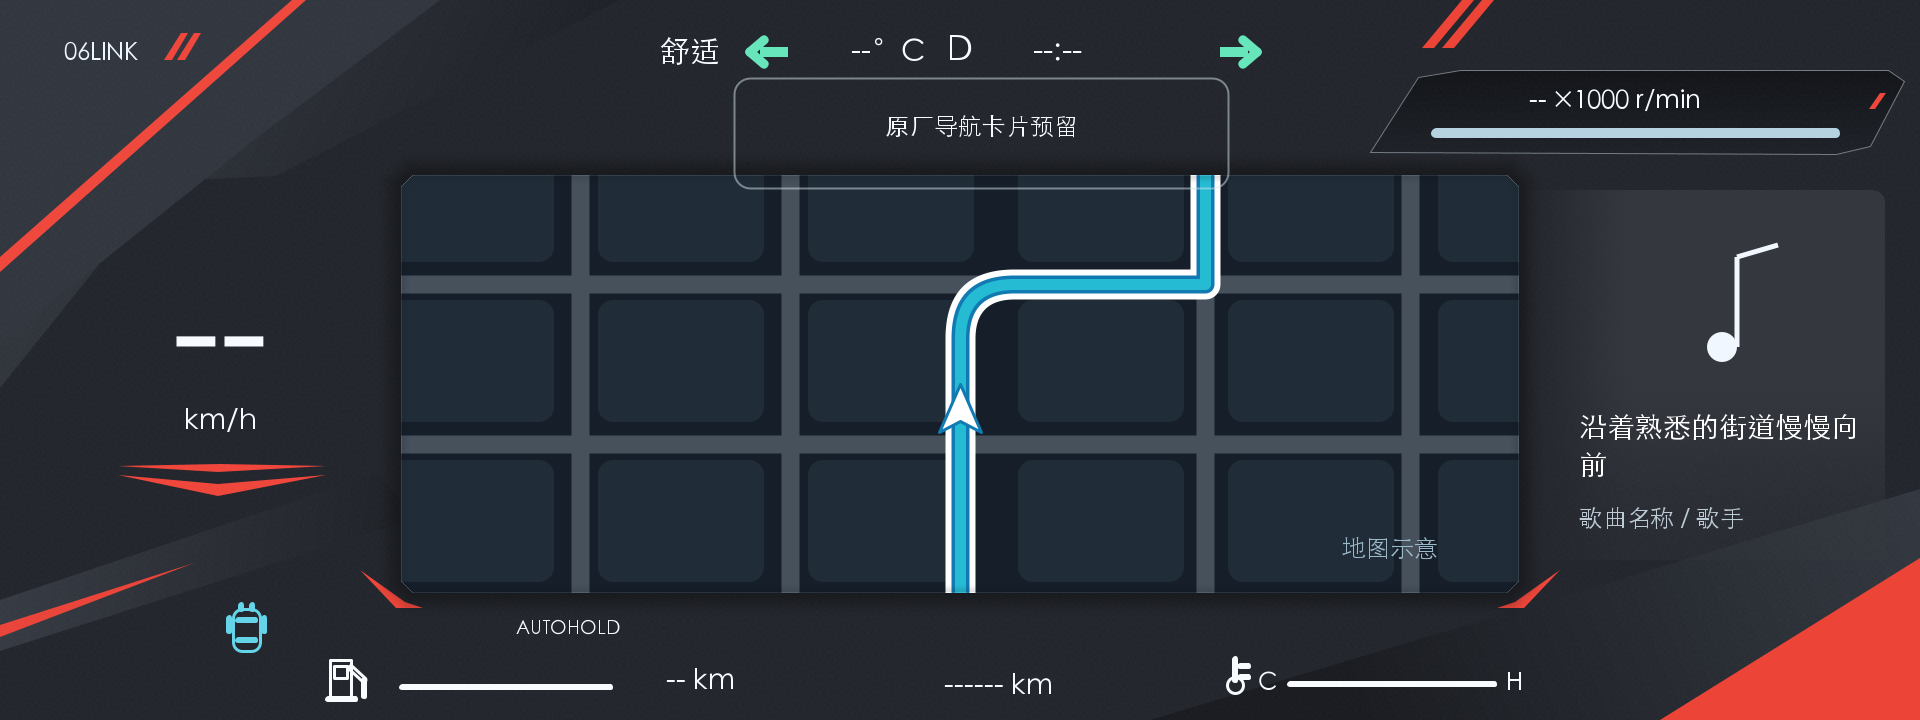 06LINK
舒适 --° C D --:--
原厂导航卡片预留
-- ×1000 r/min
--
km/h
沿着熟悉的街道慢慢向
前
歌曲名称 / 歌手
地图示意
AUTOHOLD
-- km
------ km
C H